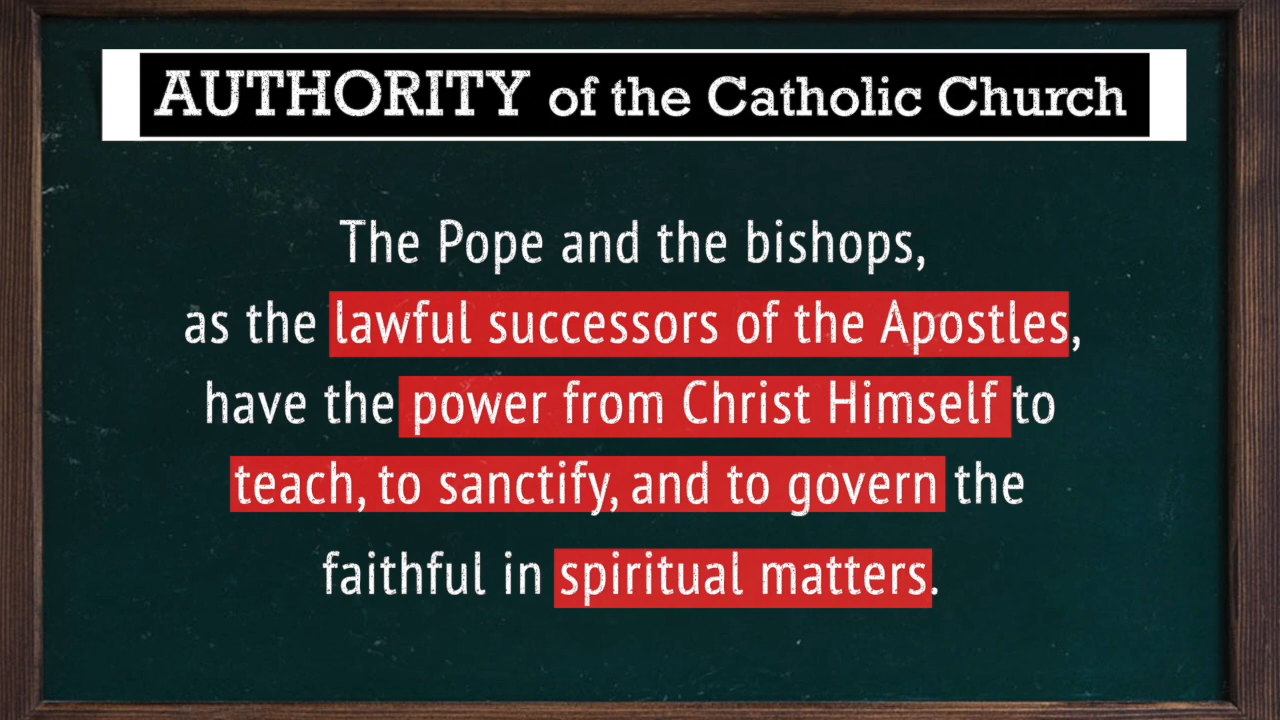 AUTHORITY of the Catholic Church
The Pope and the bishops,
as the lawful successors of the Apostles,
have the power from Christ Himself to
teach, to sanctify, and to govern the
faithful in spiritual matters.